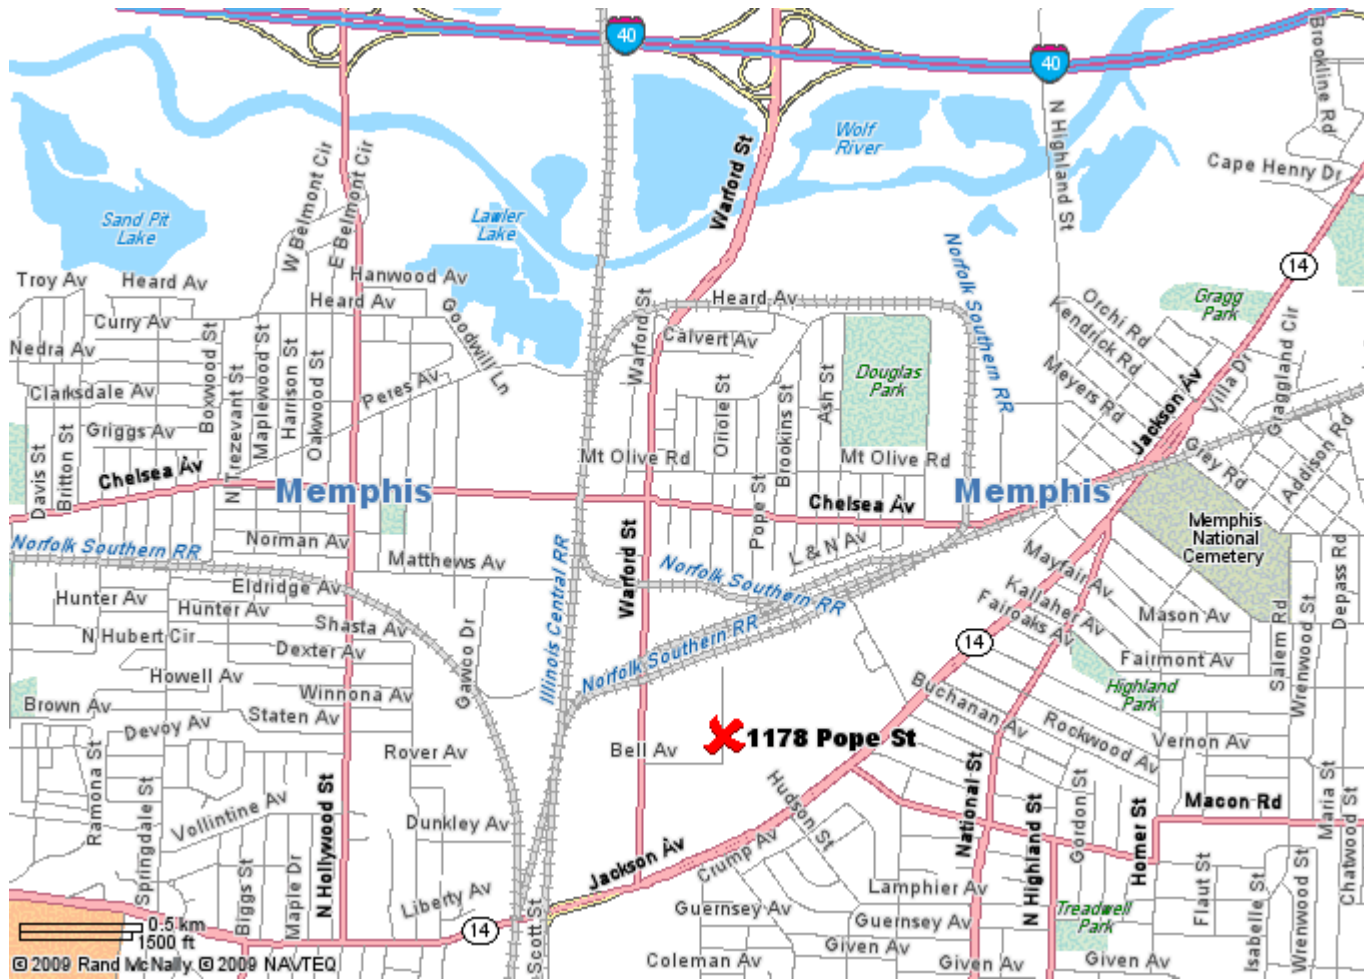 40
40
Brookline Rd
N Highland St
Wolf
River
Warford St
Cape Henry Dr
W Belmont Cir
E Belmont Cir
Sand Pit
Lake
Lawler
Lake
Norfolk Southern RR
14
Troy Av
Heard Av
Hanwood Av
Heard Av
Goodwill Ln
Warford St
Heard Av
Orchi Rd
Gragg
Park
Kendrick Rd
Curry Av
Calvert Av
Nedra Av
Boxwood St
Maplewood St
Harrison St
Oakwood St
N Trezevant St
Peres Av
Oriole St
Brookins St
Ash St
Douglas
Park
Meyers Rd
Jackson Av
Villa Dr
Graggland Cir
Clarksdale Av
Griggs Av
Davis St
Britton St
Chelsea Av
Mt Olive Rd
Mt Olive Rd
Grey Rd
Addison Rd
Memphis
Memphis
Pope St
Chelsea Av
Memphis
National
Cemetery
Norfolk Southern RR
Norman Av
Matthews Av
Illinois Central RR
Warford St
L & N Av
Norfolk Southern RR
Mayfair Av
Depass Rd
Eldridge Av
Hunter Av
Hunter Av
Kallaher Av
Fairoaks Av
Mason Av
Shasta Av
N Hubert Cir
Dexter Av
Gawco Dr
Norfolk Southern RR
14
Fairmont Av
Salem Rd
Wrenwood St
Howell Av
Winnona Av
Highland
Park
Brown Av
Staten Av
Buchanan Av
Rockwood Av
Devoy Av
Rover Av
Bell Av
1178 Pope St
Vernon Av
Ramona St
Springdale St
Vollintine Av
N Hollywood St
Hudson St
National St
N Highland St
Gordon St
Homer St
Macon Rd
Maria St
Chatwood St
Dunkley Av
Jackson Av
Crump Av
Biggs St
Maple Dr
Liberty Av
Lamphier Av
Flaut St
Isabelle St
Wrenwood St
Guernsey Av
Guernsey Av
Treadwell
Park
0.5 km
1500 ft
14
Scott St
Given Av
Given Av
Coleman Av
© 2009 Rand McNally © 2009 NAVTEQ